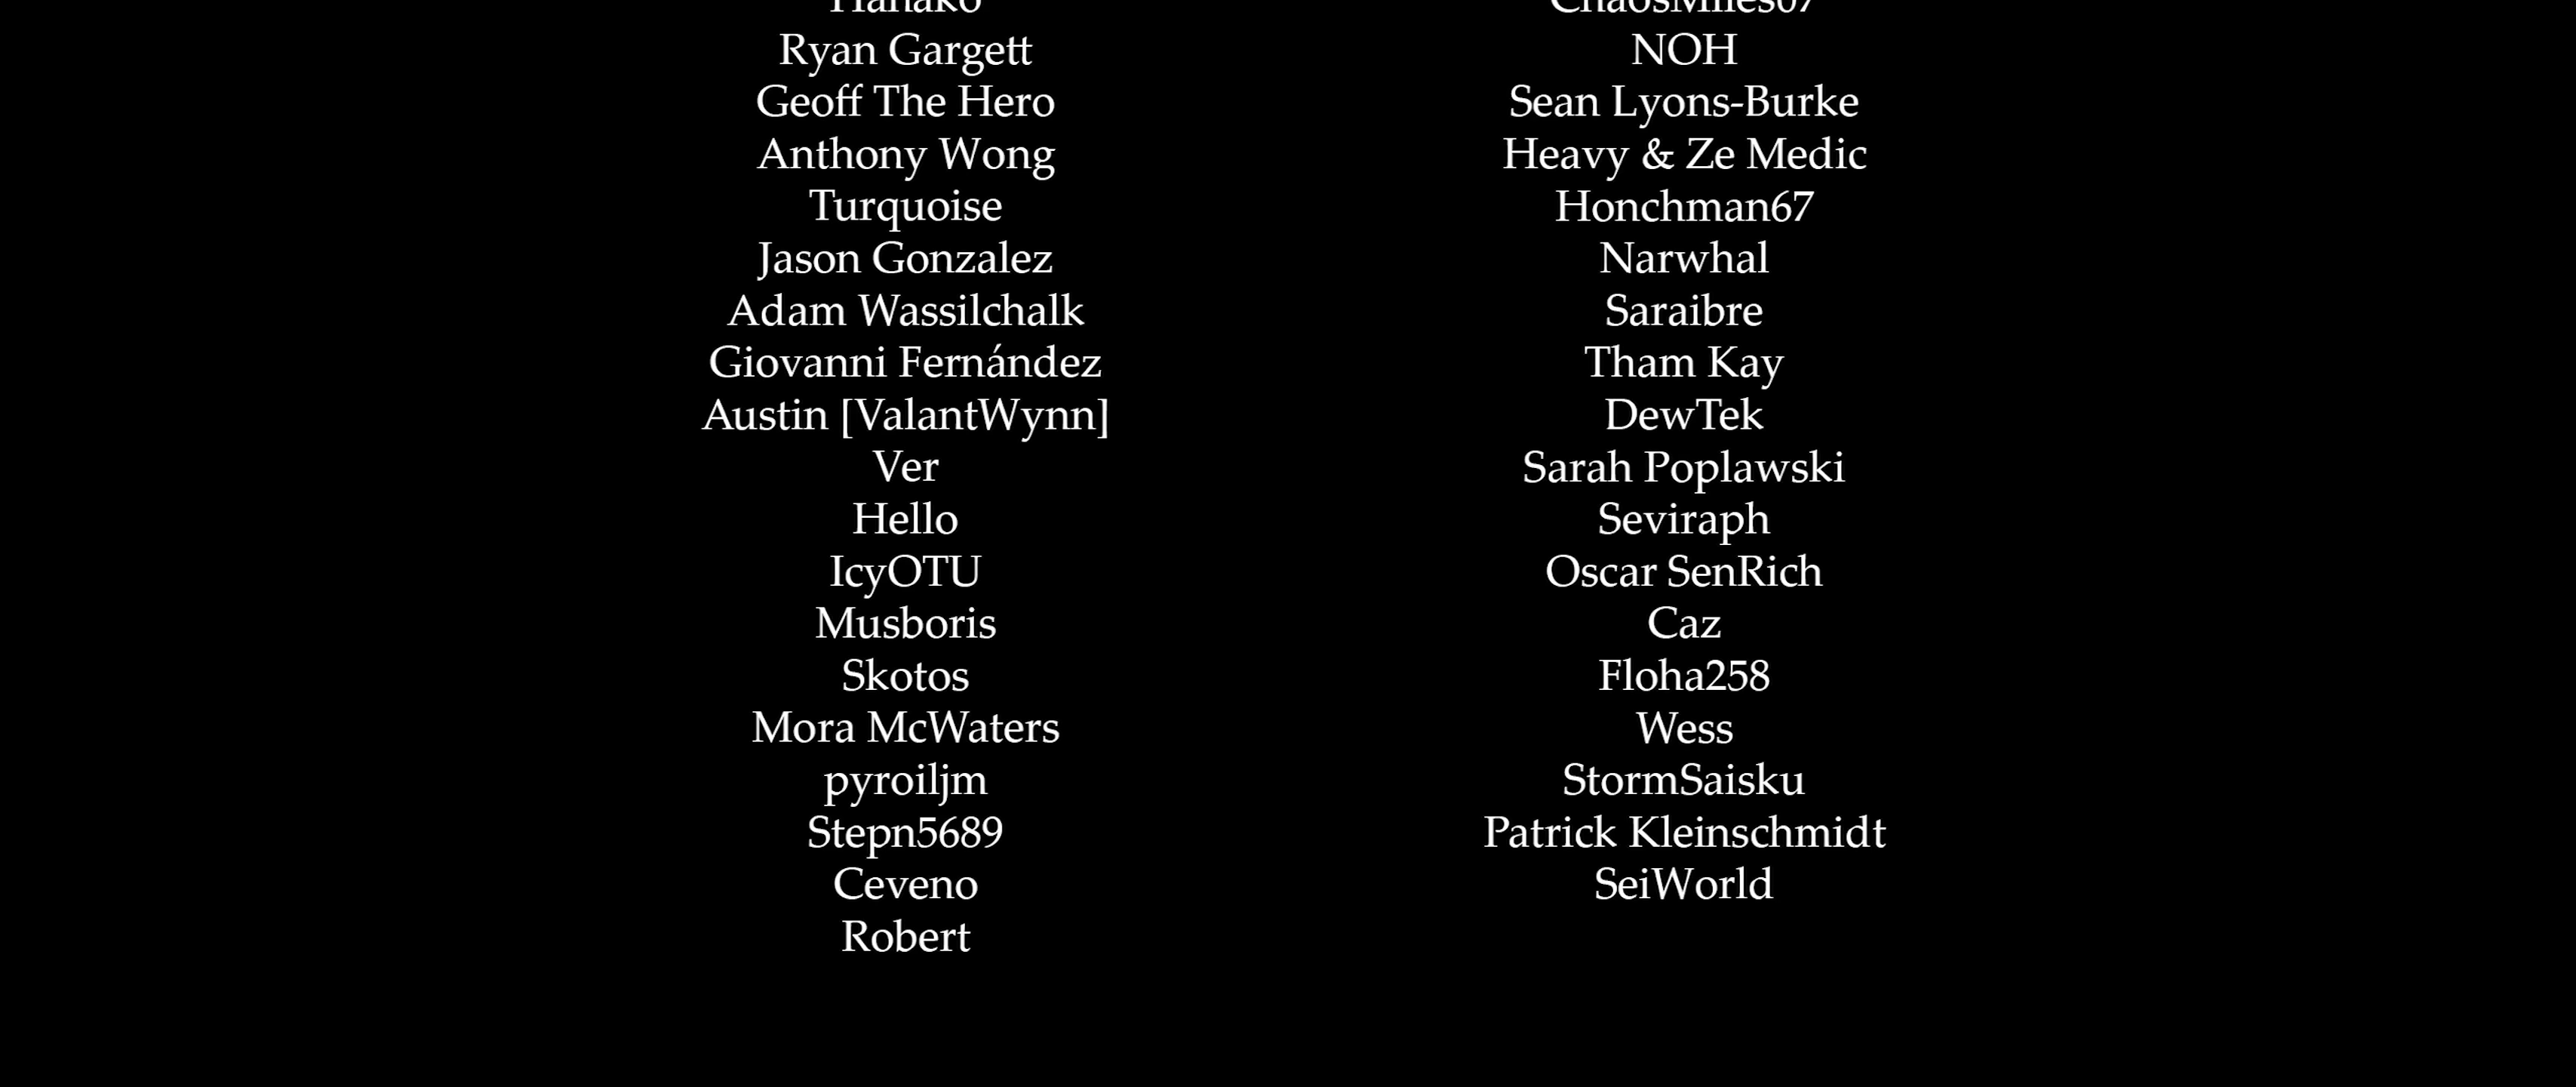 Hanako
Ryan Gargett
Geoff The Hero
Anthony Wong
Turquoise
Jason Gonzalez
Adam Wassilchalk
Giovanni Fernández
Austin [ValantWynn]
Ver
Hello
IcyOTU
Musboris
Skotos
Mora McWaters
pyroiljm
Stepn5689
Ceveno
Robert
ChaosMiles07
NOH
Sean Lyons-Burke
Heavy & Ze Medic
Honchman67
Narwhal
Saraibre
Tham Kay
DewTek
Sarah Poplawski
Seviraph
Oscar SenRich
Caz
Floha258
Wess
StormSaisku
Patrick Kleinschmidt
SeiWorld